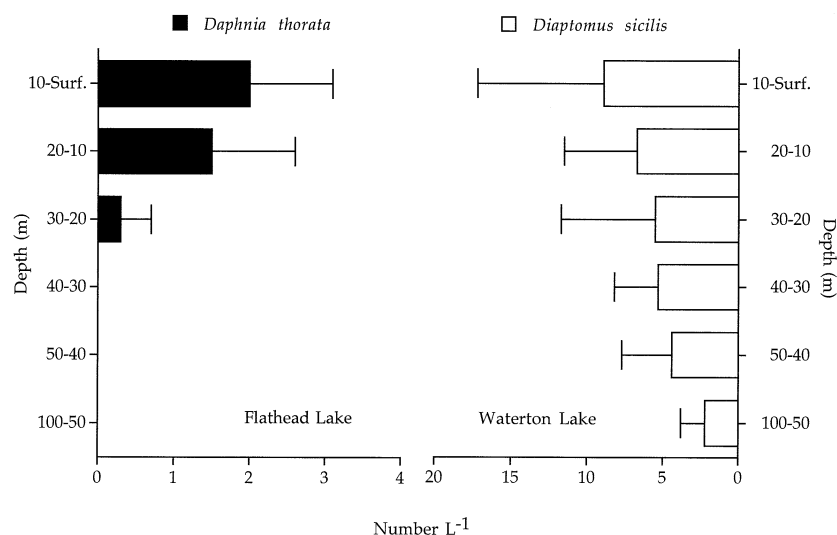 Daphnia thorata
Diaptomus sicilis
10-Surf.
20-10
30-20
40-30
50-40
100-50
Depth (m)
10-Surf.
20-10
30-20
40-30
50-40
100-50
Depth (m)
Flathead Lake
Waterton Lake
0 1 2 3 4
20 15 10 5 0
Number L-1